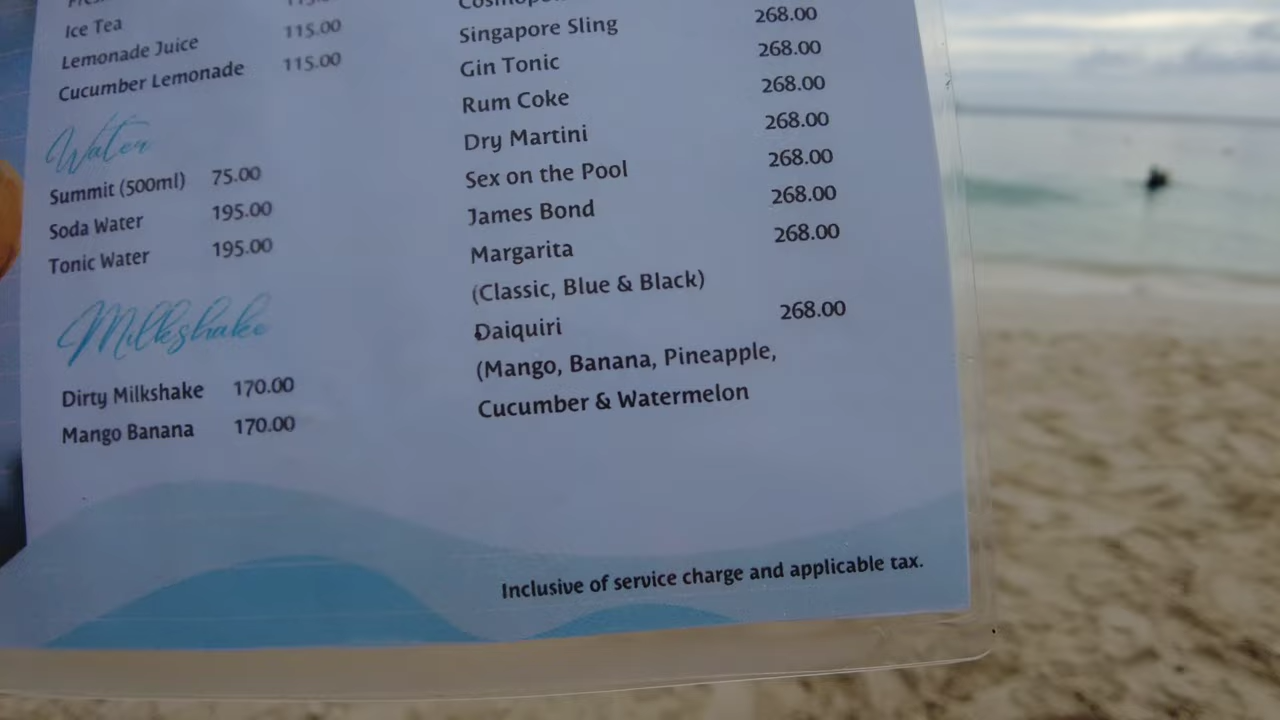 Ice Tea 115.00
Lemonade Juice 115.00
Cucumber Lemonade
Water
Summit (500ml) 75.00
Soda Water 195.00
Tonic Water 195.00
Milkshake
Dirty Milkshake 170.00
Mango Banana 170.00
Singapore Sling 268.00
Gin Tonic 268.00
Rum Coke 268.00
Dry Martini 268.00
Sex on the Pool 268.00
James Bond 268.00
Margarita 268.00
(Classic, Blue & Black)
Daiquiri 268.00
(Mango, Banana, Pineapple,
Cucumber & Watermelon
Inclusive of service charge and applicable tax.